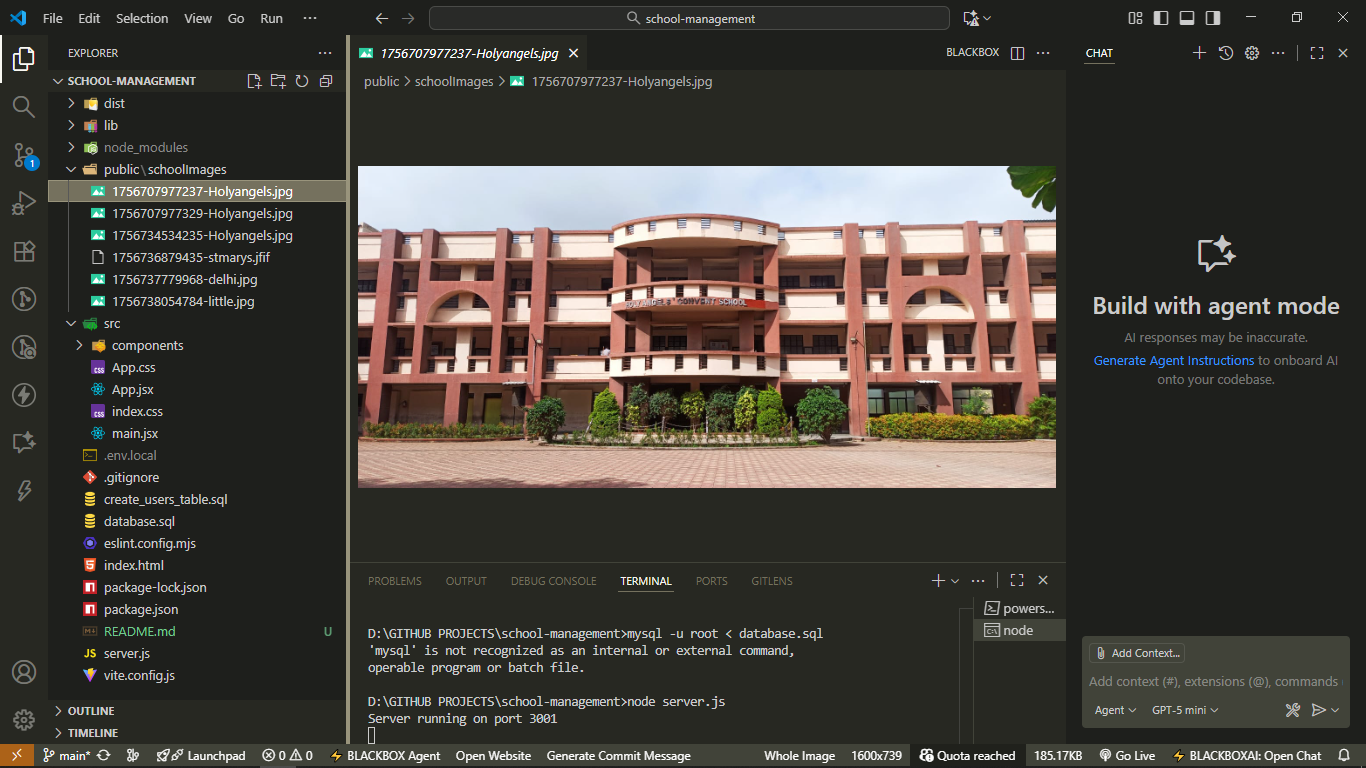 File Edit Selection View Go Run ··· school-management
EXPLORER ···
SCHOOL-MANAGEMENT
dist
lib
node_modules
public\schoolImages
1756707977237-Holyangels.jpg
1756707977329-Holyangels.jpg
1756734534235-Holyangels.jpg
1756736879435-stmarys.jfif
1756737779968-delhi.jpg
1756738054784-little.jpg
src
components
App.css
App.jsx
index.css
main.jsx
.env.local
.gitignore
create_users_table.sql
database.sql
eslint.config.mjs
index.html
package-lock.json
package.json
README.md U
JS server.js
vite.config.js
OUTLINE
TIMELINE
1
1756707977237-Holyangels.jpg
BLACKBOX ···
public > schoolImages > 1756707977237-Holyangels.jpg
CONVENT SCHOOL
PROBLEMS OUTPUT DEBUG CONSOLE TERMINAL PORTS GITLENS
D:\GITHUB PROJECTS\school-management>mysql -u root < database.sql
'mysql' is not recognized as an internal or external command,
operable program or batch file.
D:\GITHUB PROJECTS\school-management>node server.js
Server running on port 3001
powers...
node
CHAT
Build with agent mode
AI responses may be inaccurate.
Generate Agent Instructions to onboard AI
onto your codebase.
Add Context...
Add context (#), extensions (@), commands
Agent GPT-5 mini
main* Launchpad 0 0 BLACKBOX Agent Open Website Generate Commit Message Whole Image 1600x739 Quota reached 185.17KB Go Live BLACKBOXAI: Open Chat